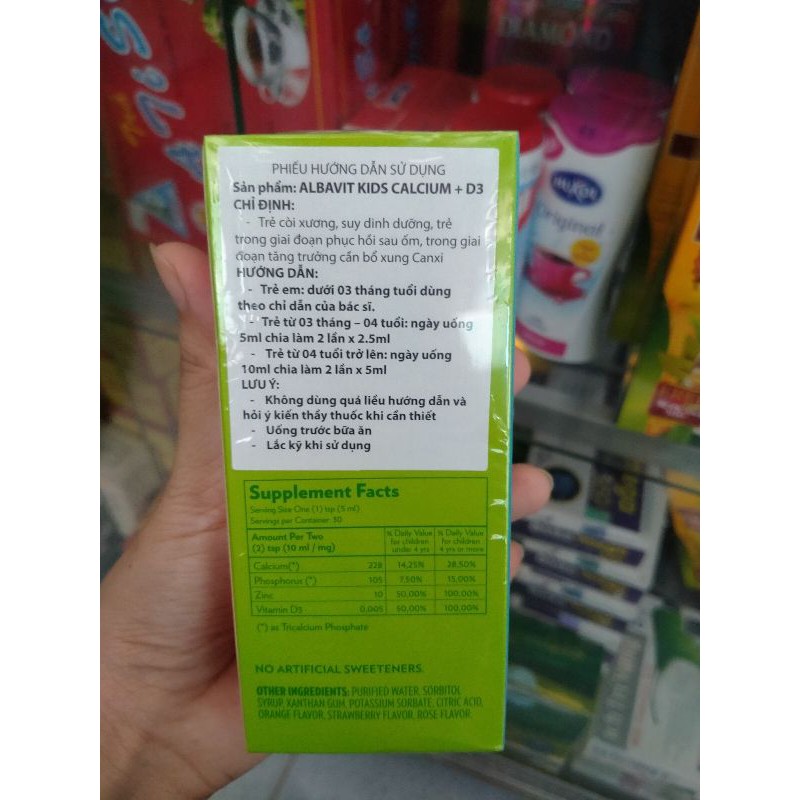 PHIẾU HƯỚNG DẪN SỬ DỤNG
Sản phẩm: ALBAVIT KIDS CALCIUM + D3
CHỈ ĐỊNH:
- Trẻ còi xương, suy dinh dưỡng, trẻ
trong giai đoạn phục hồi sau ốm, trong giai
đoạn tăng trưởng cần bổ xung Canxi
HƯỚNG DẪN:
- Trẻ em: dưới 03 tháng tuổi dùng
theo chỉ dẫn của bác sĩ.
- Trẻ từ 03 tháng – 04 tuổi: ngày uống
5ml chia làm 2 lần x 2.5ml
- Trẻ từ 04 tuổi trở lên: ngày uống
10ml chia làm 2 lần x 5ml
LƯU Ý:
- Không dùng quá liều hướng dẫn và
hỏi ý kiến thầy thuốc khi cần thiết
- Uống trước bữa ăn
- Lắc kỹ khi sử dụng
Supplement Facts
Serving Size One (1) tsp (5 ml)
Servings per Container 30
Amount Per Two
(2) tsp (10 ml / mg)
% Daily Value
for children
under 4 yrs
% Daily Value
for children
4 yrs or more
Calcium(*) 228 14,25% 28,50%
Phosphorus (*) 105 7,50% 15,00%
Zinc 10 50,00% 100,00%
Vitamin D3 0,005 50,00% 100,00%
(*) as Tricalcium Phosphate
NO ARTIFICIAL SWEETENERS.
OTHER INGREDIENTS: PURIFIED WATER, SORBITOL
SYRUP, XANTHAN GUM, POTASSIUM SORBATE, CITRIC ACID,
ORANGE FLAVOR, STRAWBERRY FLAVOR, ROSE FLAVOR.
DIAMOND
Original